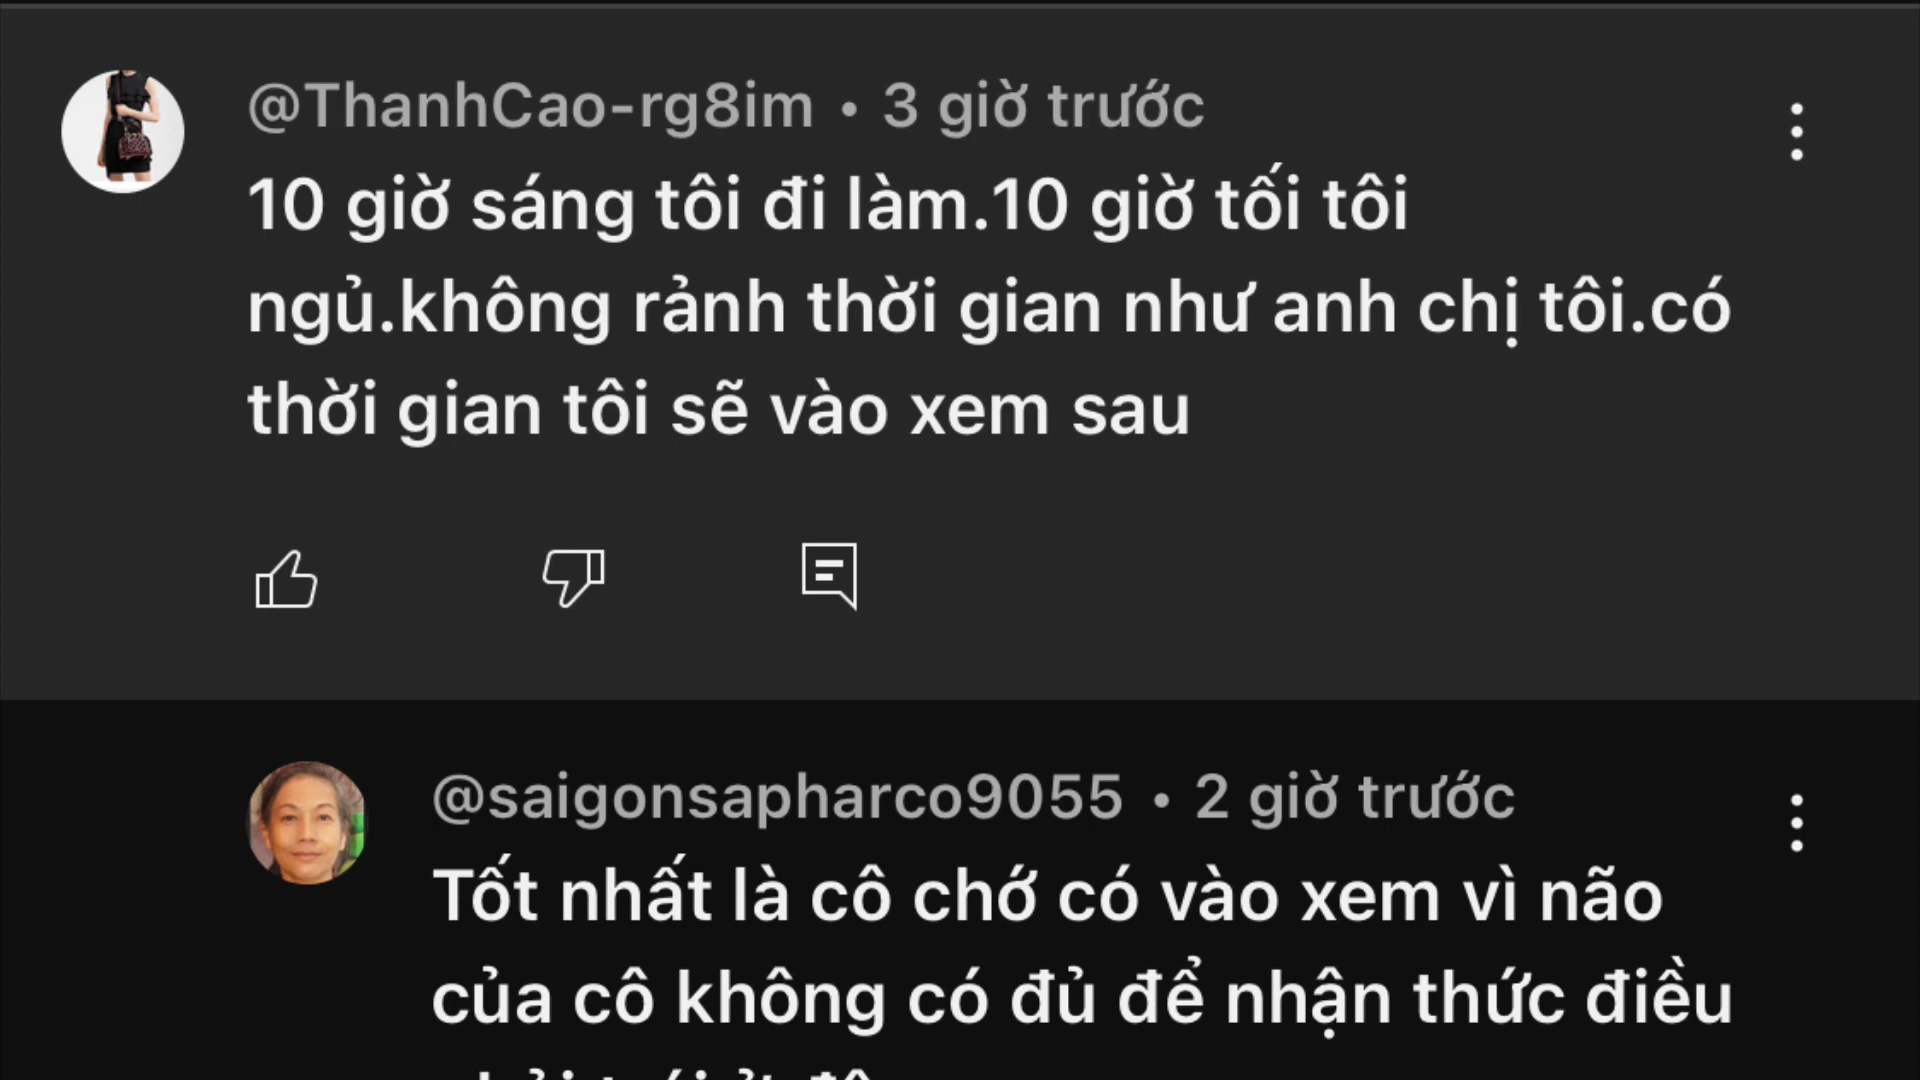 @ThanhCao-rg8im • 3 giờ trước
10 giờ sáng tôi đi làm.10 giờ tối tôi
ngủ.không rảnh thời gian như anh chị tôi.có
thời gian tôi sẽ vào xem sau
@saigonsapharco9055 • 2 giờ trước
Tốt nhất là cô chớ có vào xem vì não
của cô không có đủ để nhận thức điều